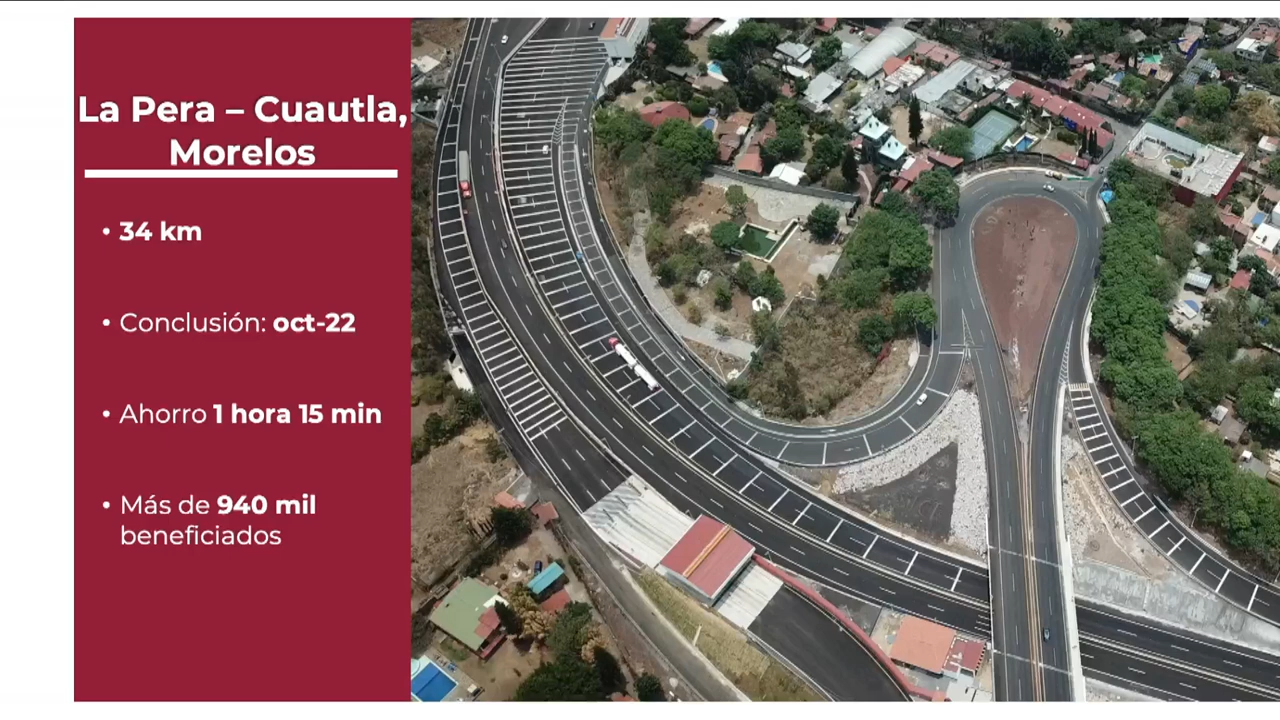 La Pera – Cuautla,
Morelos
• 34 km
• Conclusión: oct-22
• Ahorro 1 hora 15 min
• Más de 940 mil
beneficiados